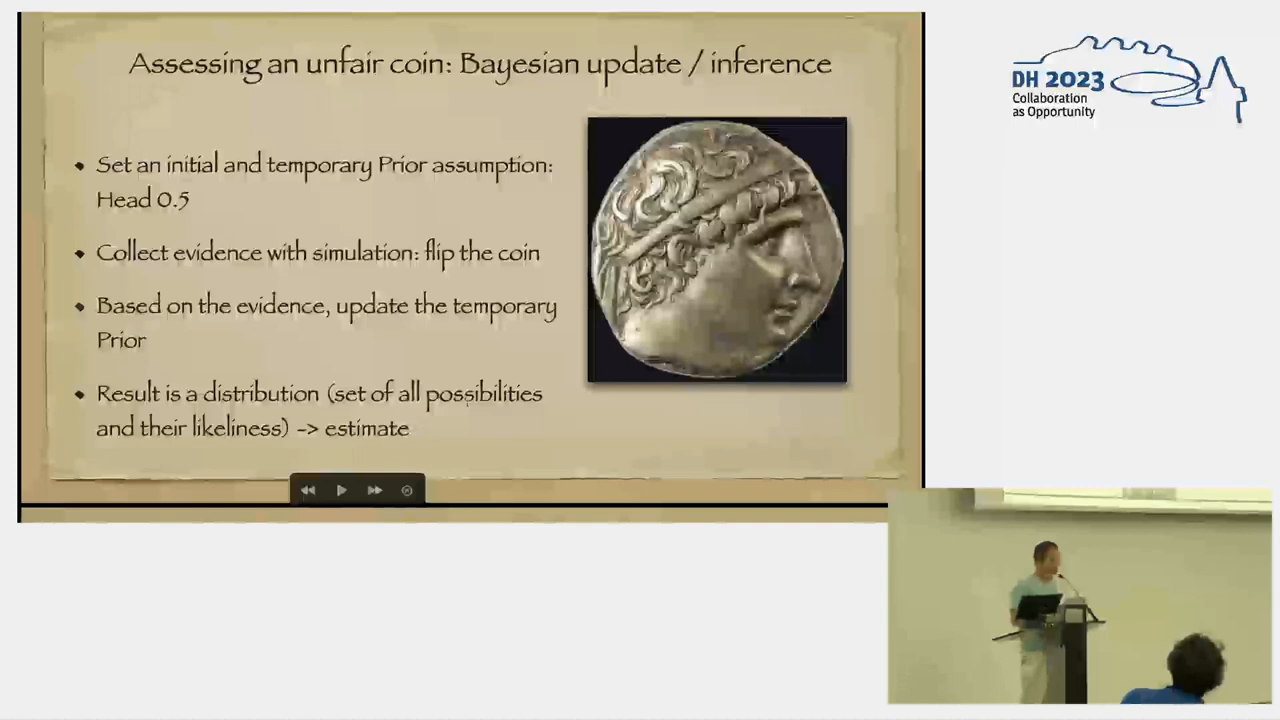 Assessing an unfair coin: Bayesian update / inference
• Set an initial and temporary Prior assumption:
Head 0.5
• Collect evidence with simulation: flip the coin
• Based on the evidence, update the temporary
Prior
• Result is a distribution (set of all possibilities
and their likeliness) -> estimate
DH 2023
Collaboration
as Opportunity